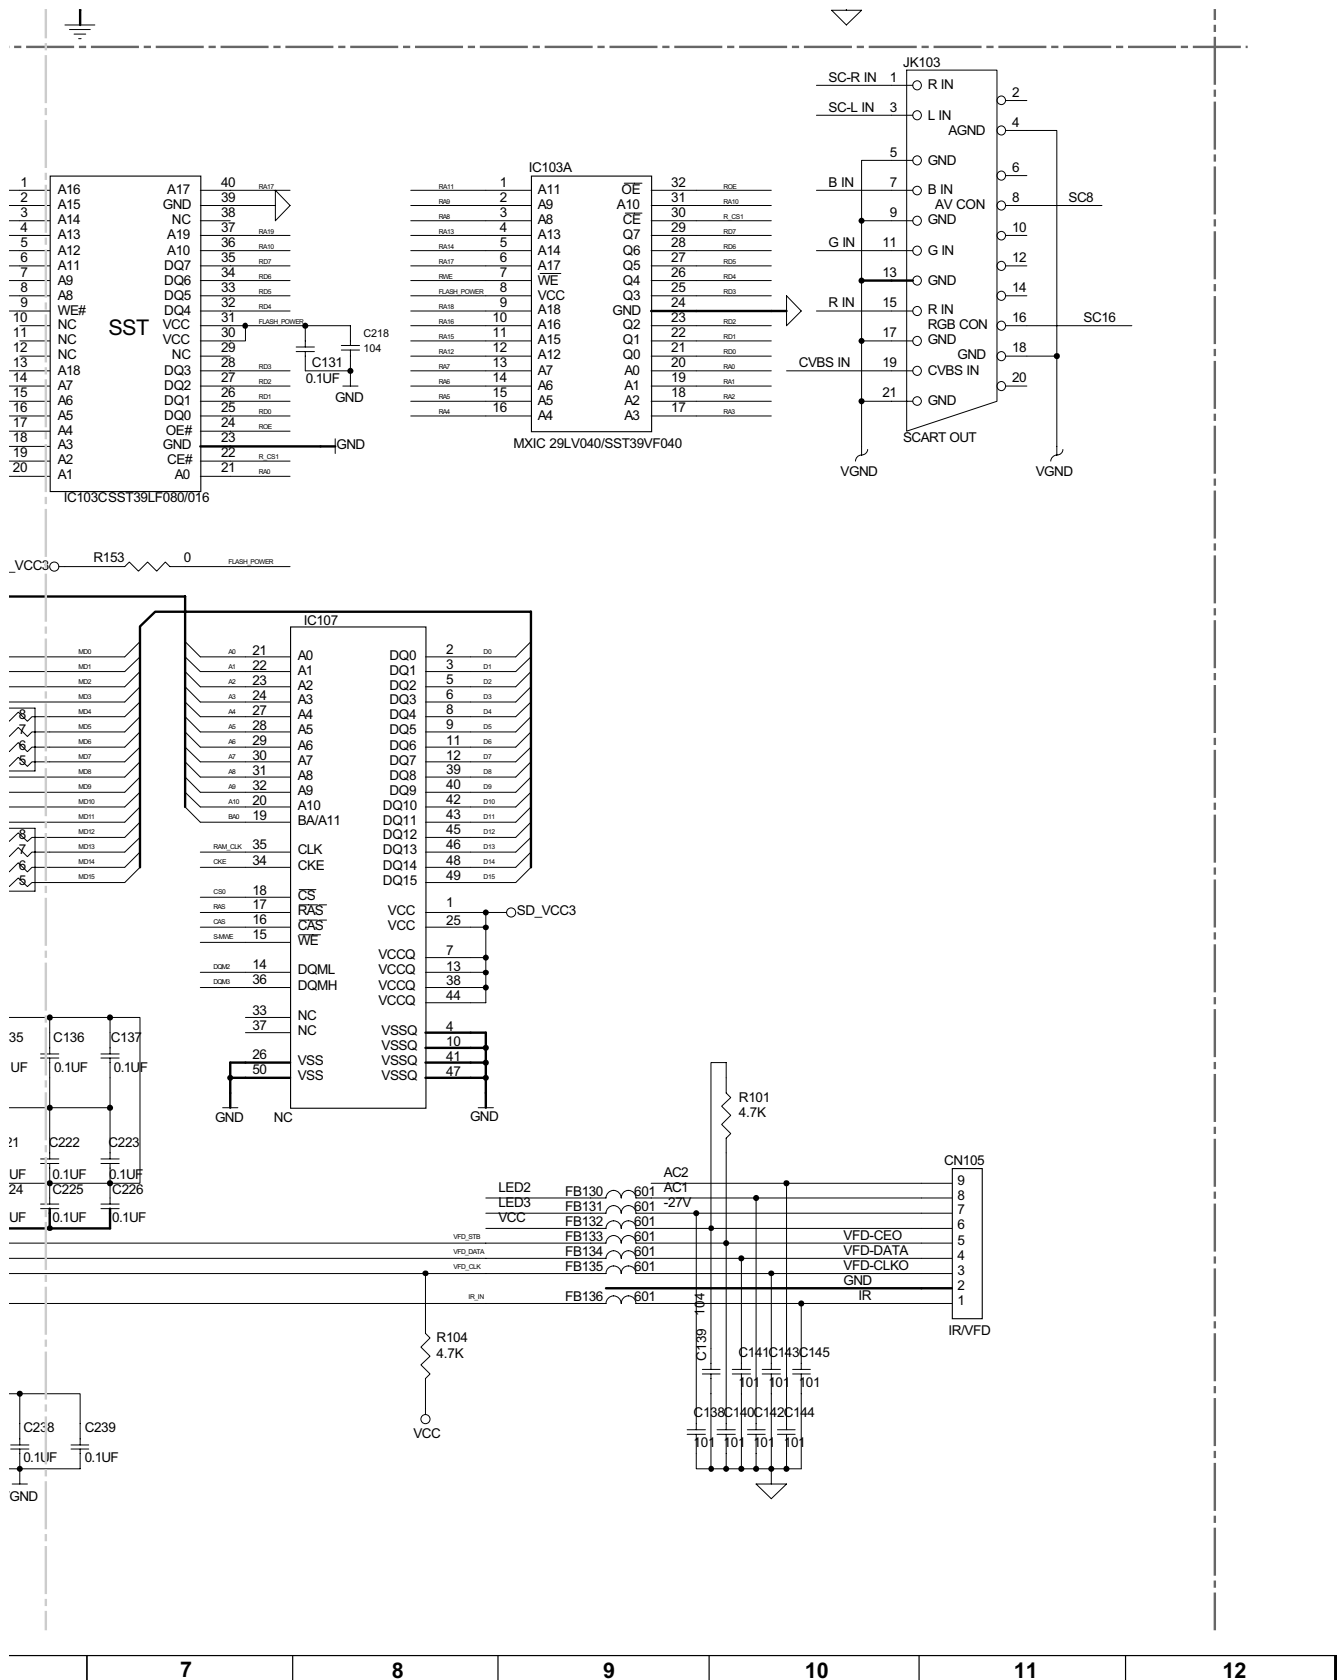 JK103
SC-R IN 1 R IN
2
SC-L IN 3 L IN
AGND 4
5 GND
6
B IN 7 B IN
AV CON 8 SC8
9 GND
10
G IN 11 G IN
12
13 GND
14
R IN 15 R IN
RGB CON 16 SC16
17 GND
GND 18
CVBS IN 19 CVBS IN
20
21 GND
SCART OUT
VGND
VGND
1 A16 A17 40 RA17
2 A15 GND 39
3 A14 NC 38
4 A13 A19 37 RA19
5 A12 A10 36 RA10
6 A11 DQ7 35 RD7
7 A9 DQ6 34 RD6
8 A8 DQ5 33 RD5
9 WE# DQ4 32 RD4
10 NC VCC 31 FLASH_POWER
11 NC VCC 30
12 NC NC 29
13 A18 DQ3 28 RD3
14 A7 DQ2 27 RD2
15 A6 DQ1 26 RD1
16 A5 DQ0 25 RD0
17 A4 OE# 24 ROE
18 A3 GND 23 GND
19 A2 CE# 22 R_CS1
20 A1 A0 21 RA0
SST
IC103CSST39LF080/016
C131
0.1UF
C218
104
GND
IC103A
RA11 1 A11 OE 32 ROE
RA9 2 A9 A10 31 RA10
RA8 3 A8 CE 30 R_CS1
RA13 4 A13 Q7 29 RD7
RA14 5 A14 Q6 28 RD6
RA17 6 A17 Q5 27 RD5
RWE 7 WE Q4 26 RD4
FLASH_POWER 8 VCC Q3 25 RD3
RA18 9 A18 GND 24
RA16 10 A16 Q2 23 RD2
RA15 11 A15 Q1 22 RD1
RA12 12 A12 Q0 21 RD0
RA7 13 A7 A0 20 RA0
RA6 14 A6 A1 19 RA1
RA5 15 A5 A2 18 RA2
RA4 16 A4 A3 17 RA3
MXIC 29LV040/SST39VF040
_VCC3 R153 0 FLASH_POWER
IC107
MD0 A0 21 A0 DQ0 2 D0
MD1 A1 22 A1 DQ1 3 D1
MD2 A2 23 A2 DQ2 5 D2
MD3 A3 24 A3 DQ3 6 D3
8 MD4 A4 27 A4 DQ4 8 D4
7 MD5 A5 28 A5 DQ5 9 D5
6 MD6 A6 29 A6 DQ6 11 D6
5 MD7 A7 30 A7 DQ7 12 D7
MD8 A8 31 A8 DQ8 39 D8
MD9 A9 32 A9 DQ9 40 D9
MD10 A10 20 A10 DQ10 42 D10
MD11 BA0 19 BA/A11 DQ11 43 D11
8 MD12 DQ12 45 D12
7 MD13 RAM_CLK 35 CLK DQ13 46 D13
6 MD14 CKE 34 CKE DQ14 48 D14
5 MD15 DQ15 49 D15
CS0 18 CS
RAS 17 RAS VCC 1 SD_VCC3
CAS 16 CAS VCC 25
S-MWE 15 WE
VCCQ 7
DQM2 14 DQML VCCQ 13
DQM3 36 DQMH VCCQ 38
VCCQ 44
33 NC
37 NC VSSQ 4
VSSQ 10
26 VSS VSSQ 41
50 VSS VSSQ 47
GND NC GND
35 C136 C137
UF 0.1UF 0.1UF
21 C222 C223
UF 0.1UF 0.1UF
24 C225 C226
UF 0.1UF 0.1UF
R101
4.7K
CN105
AC2 9
LED2 FB130 601 AC1 8
LED3 FB131 601 -27V 7
VCC FB132 601 6
VFD_STB FB133 601 VFD-CEO 5
VFD_DATA FB134 601 VFD-DATA 4
VFD_CLK FB135 601 VFD-CLKO 3
GND 2
IR_IN FB136 601 IR 1
IR/VFD
R104
4.7K
VCC
C139 104
C141 C143 C145
101 101 101
C138 C140 C142 C144
101 101 101 101
C238 C239
0.1UF 0.1UF
GND
7 8 9 10 11 12